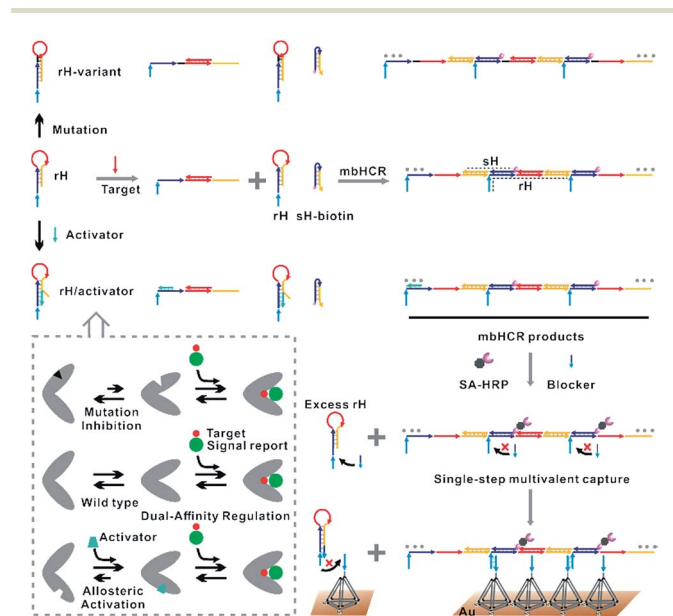 rH-variant
Mutation
rH
Target
mbHCR
sH
rH
rH sH-biotin
Activator
rH/activator
mbHCR products
SA-HRP
Blocker
Mutation
Inhibition
Target
Signal report
Wild type
Dual-Affinity Regulation
Activator
Allosteric
Activation
Excess rH
Single-step multivalent capture
Au